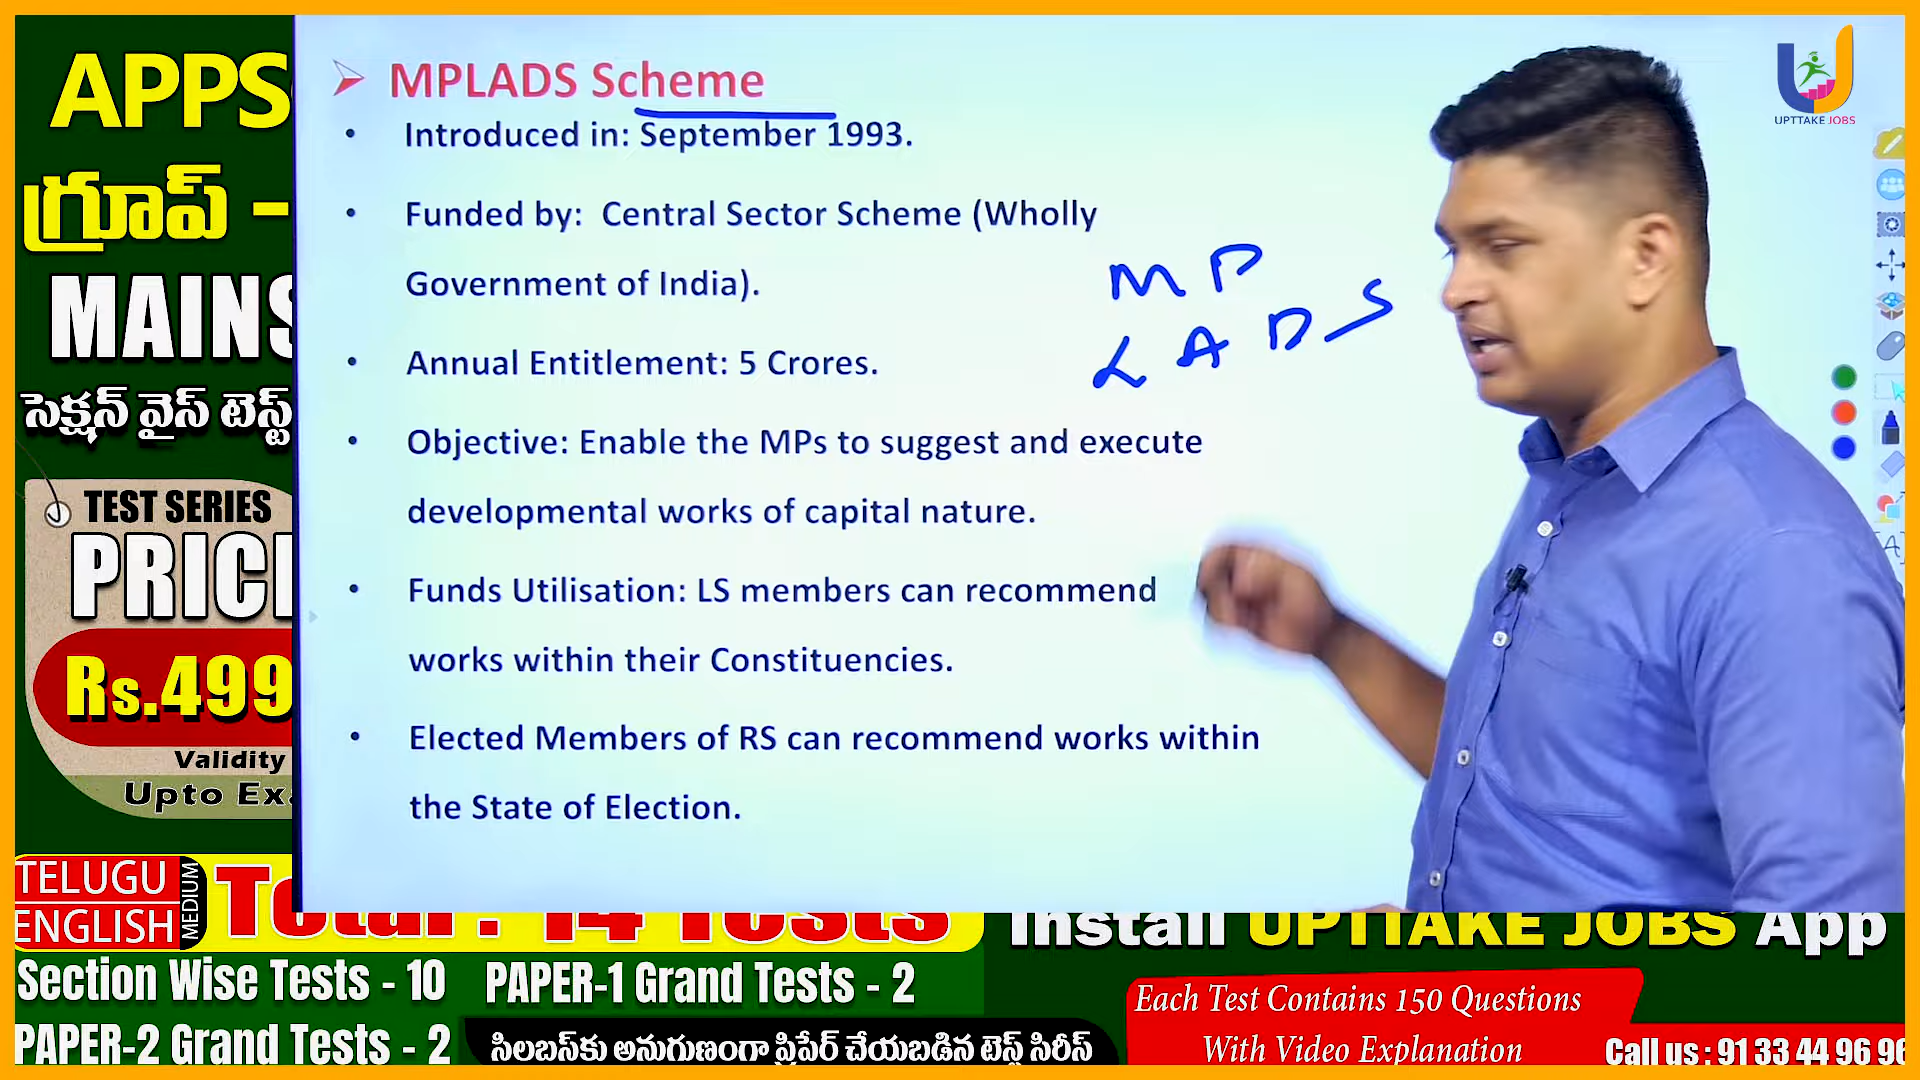 APPS
గ్రూప్ -
MAINS
సెక్షన్ వైస్ టెస్ట్
TEST SERIES
PRICE
Rs.499
Validity
Upto Ex
TELUGU
ENGLISH
MEDIUM
Total : 14 Tests
Section Wise Tests - 10
PAPER-1 Grand Tests - 2
PAPER-2 Grand Tests - 2
సిలబస్‌కు అనుగుణంగా ప్రిపేర్ చేయబడిన టెస్ట్ సిరీస్
MPLADS Scheme
• Introduced in: September 1993.
• Funded by: Central Sector Scheme (Wholly
Government of India).
• Annual Entitlement: 5 Crores.
• Objective: Enable the MPs to suggest and execute
developmental works of capital nature.
• Funds Utilisation: LS members can recommend
works within their Constituencies.
• Elected Members of RS can recommend works within
the State of Election.
MP
LADS
UPTTAKE JOBS
Install UPTTAKE JOBS App
Each Test Contains 150 Questions
With Video Explanation
Call us : 91 33 44 96 96